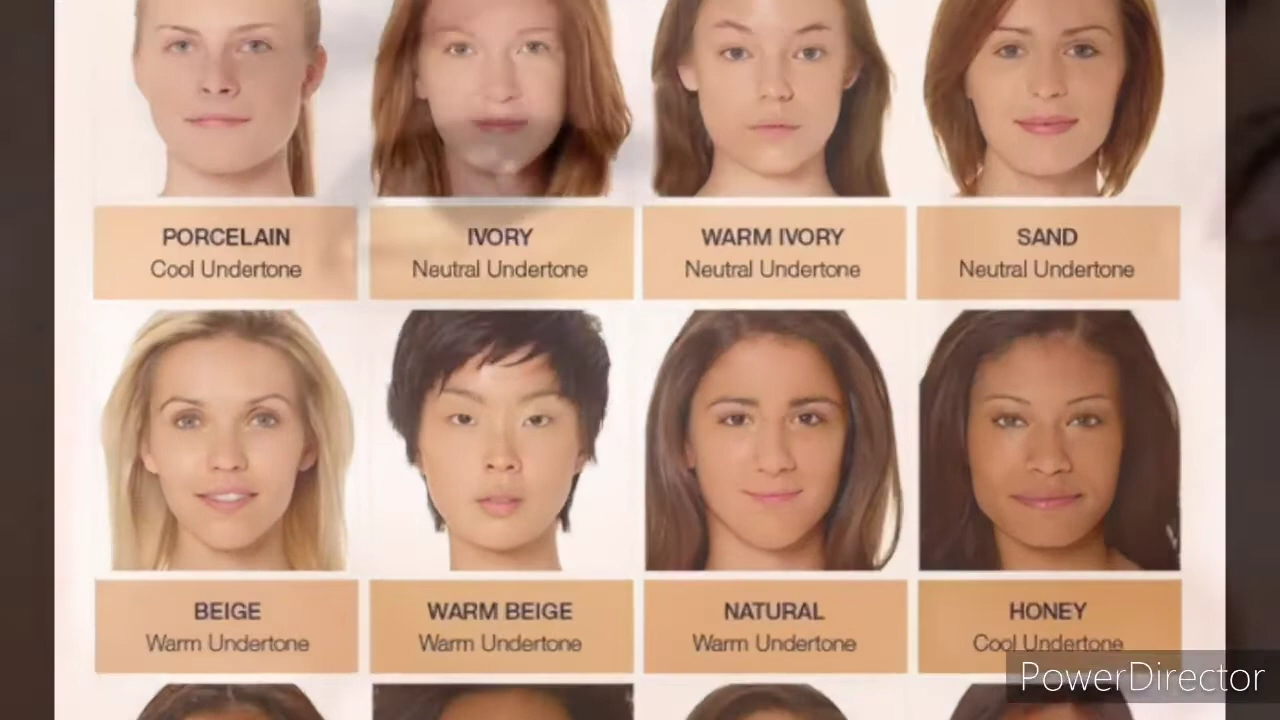 PORCELAIN
Cool Undertone
IVORY
Neutral Undertone
WARM IVORY
Neutral Undertone
SAND
Neutral Undertone
BEIGE
Warm Undertone
WARM BEIGE
Warm Undertone
NATURAL
Warm Undertone
HONEY
Cool Undertone
PowerDirector